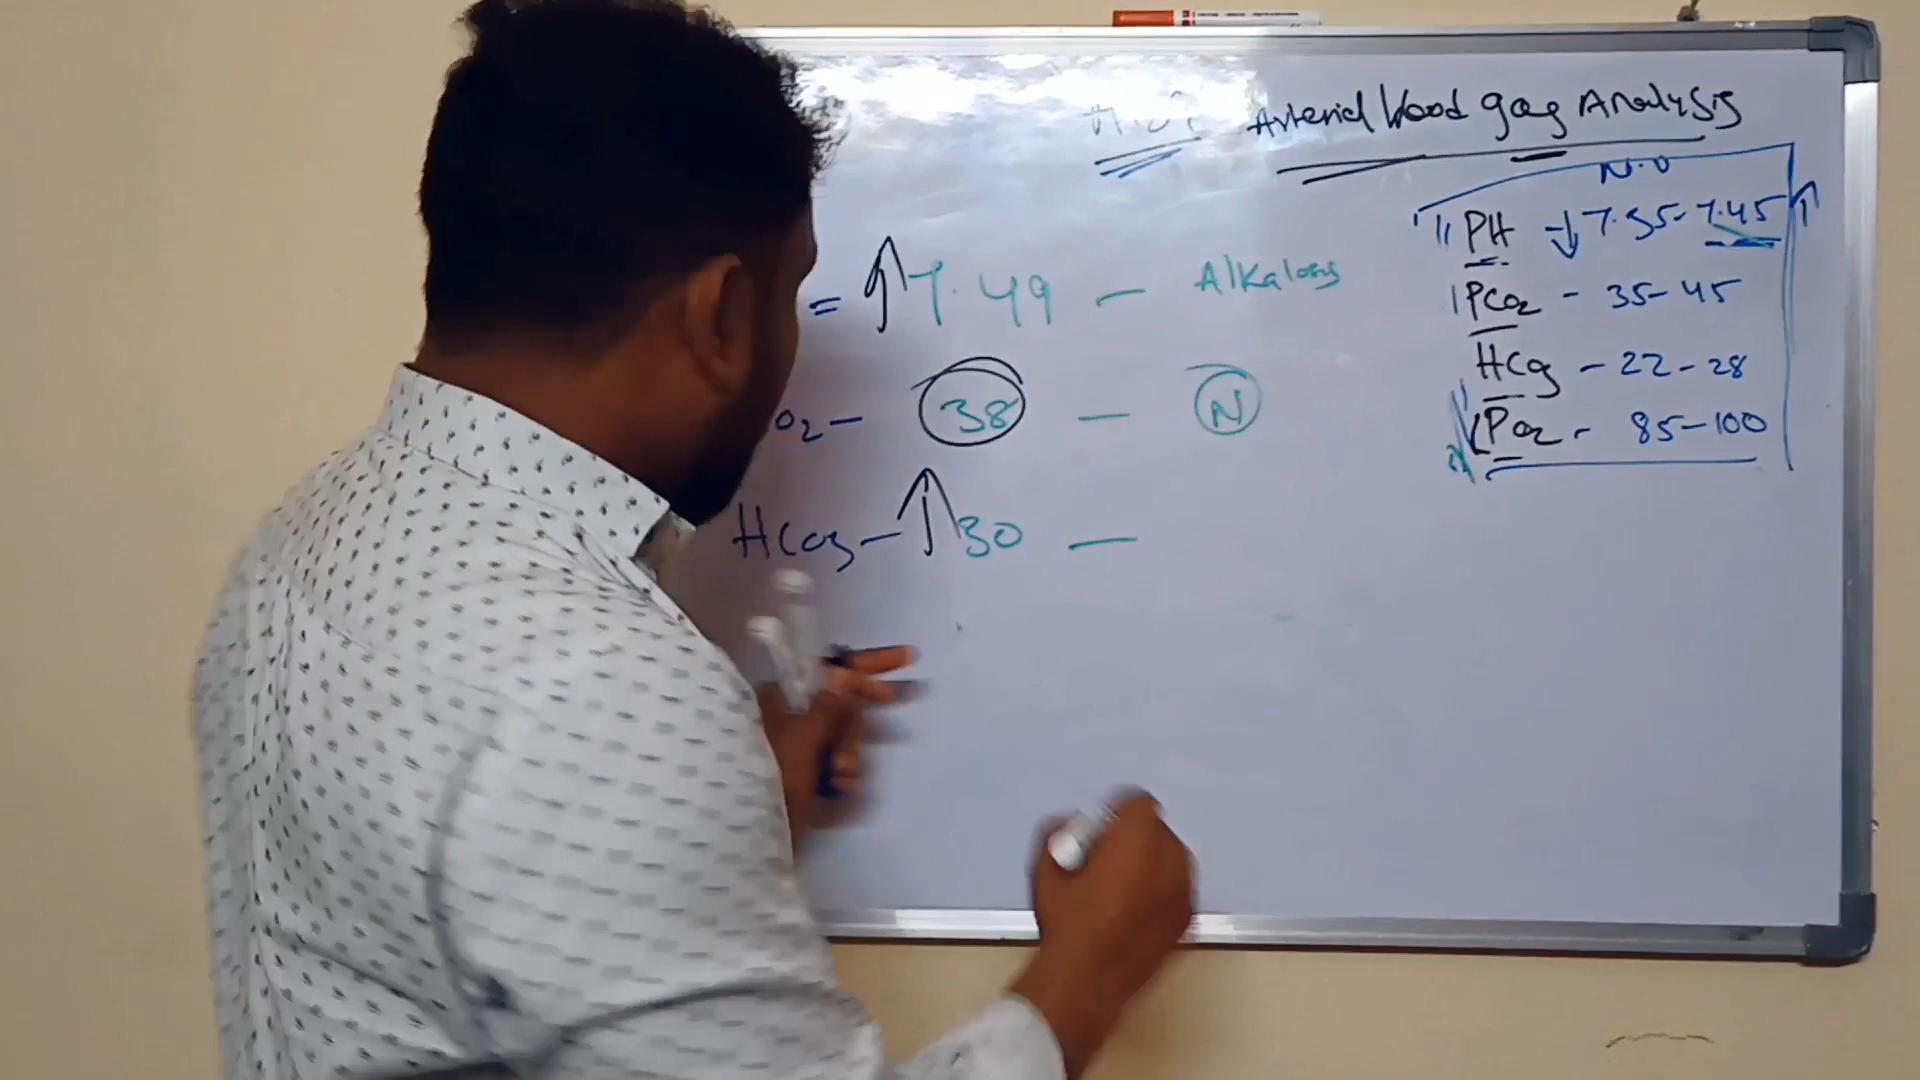 Arterial blood gas Analysis
N.V
PH - ↓ 7.35-7.45 ↑
PCO2 - 35-45
HCO3 - 22-28
PO2 - 85-100
= ↑ 7.49 - Alkalosis
O2 - 38 - N
HCO3 - ↑ 30 -